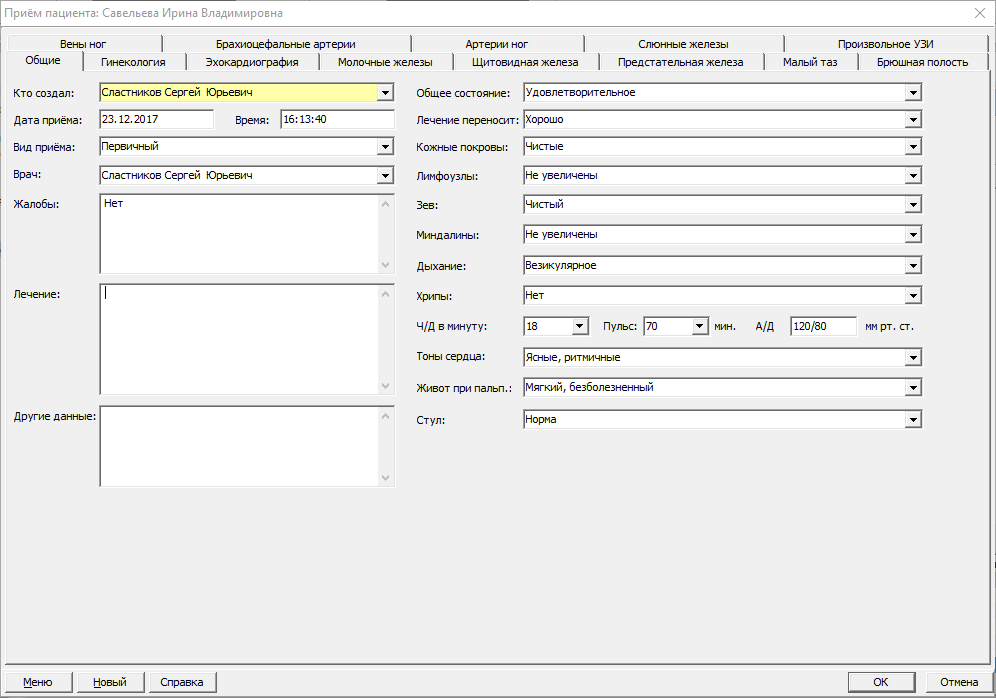 Приём пациента: Савельева Ирина Владимировна
Вены ног Брахиоцефальные артерии Артерии ног Слюнные железы Произвольное УЗИ
Общие Гинекология Эхокардиография Молочные железы Щитовидная железа Предстательная железа Малый таз Брюшная полость
Кто создал: Сластников Сергей Юрьевич
Дата приёма: 23.12.2017 Время: 16:13:40
Вид приёма: Первичный
Врач: Сластников Сергей Юрьевич
Жалобы: Нет
Лечение:
Другие данные:
Общее состояние: Удовлетворительное
Лечение переносит: Хорошо
Кожные покровы: Чистые
Лимфоузлы: Не увеличены
Зев: Чистый
Миндалины: Не увеличены
Дыхание: Везикулярное
Хрипы: Нет
Ч/Д в минуту: 18 Пульс: 70 мин. А/Д 120/80 мм рт. ст.
Тоны сердца: Ясные, ритмичные
Живот при пальп.: Мягкий, безболезненный
Стул: Норма
Меню Новый Справка ОК Отмена